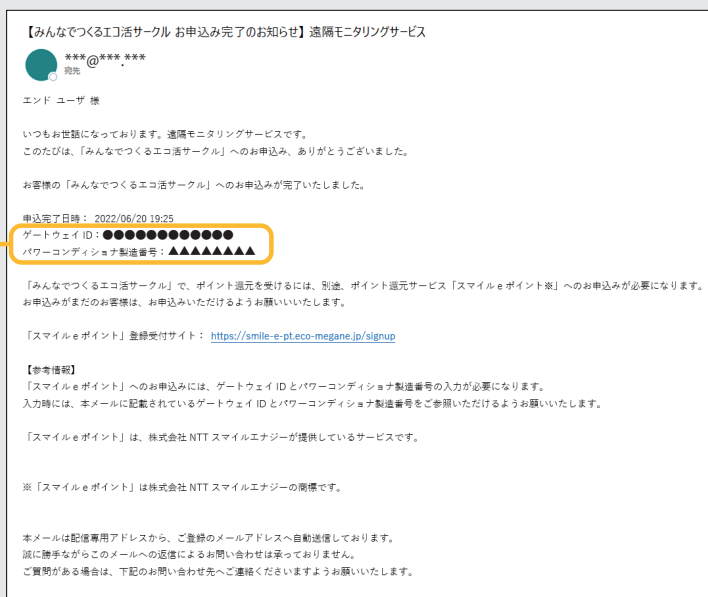 【みんなでつくるエコ活サークル お申込み完了のお知らせ】遠隔モニタリングサービス
***@***.***
宛先
エンド ユーザ 様
いつもお世話になっております。遠隔モニタリングサービスです。
このたびは、「みんなでつくるエコ活サークル」へのお申込み、ありがとうございました。
お客様の「みんなでつくるエコ活サークル」へのお申込みが完了いたしました。
申込完了日時： 2022/06/20 19:25
ゲートウェイ ID：●●●●●●●●●●●●
パワーコンディショナ製造番号：▲▲▲▲▲▲▲▲
「みんなでつくるエコ活サークル」で、ポイント還元を受けるには、別途、ポイント還元サービス「スマイル e ポイント※」へのお申込みが必要になります。
お申込みがまだのお客様は、お申込みいただけるようお願いいいたします。
「スマイル e ポイント」登録受付サイト： https://smile-e-pt.eco-megane.jp/signup
【参考情報】
「スマイル e ポイント」へのお申込みには、ゲートウェイ ID とパワーコンディショナ製造番号の入力が必要になります。
入力時には、本メールに記載されているゲートウェイ ID とパワーコンディショナ製造番号をご参照いただけるようお願いいたします。
「スマイル e ポイント」は、株式会社 NTT スマイルエナジーが提供しているサービスです。
※「スマイル e ポイント」は株式会社 NTT スマイルエナジーの商標です。
本メールは配信専用アドレスから、ご登録のメールアドレスへ自動送信しております。
誠に勝手ながらこのメールへの返信によるお問い合わせは承っておりません。
ご質問がある場合は、下記のお問い合わせ先へご連絡くださいますようお願いいたします。